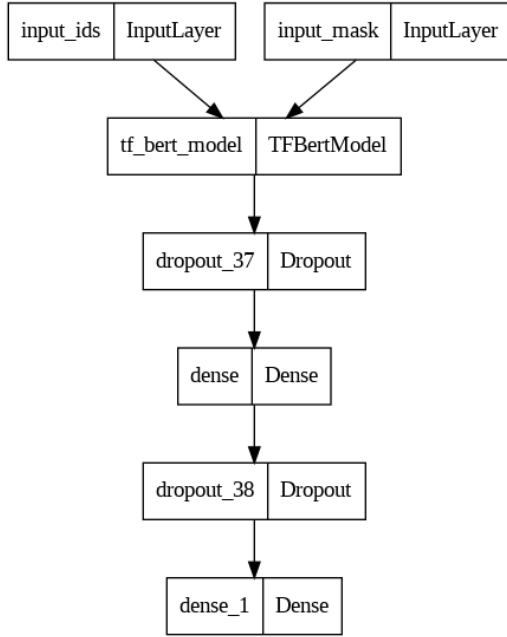 input_ids InputLayer input_mask InputLayer
tf_bert_model TFBertModel
dropout_37 Dropout
dense Dense
dropout_38 Dropout
dense_1 Dense